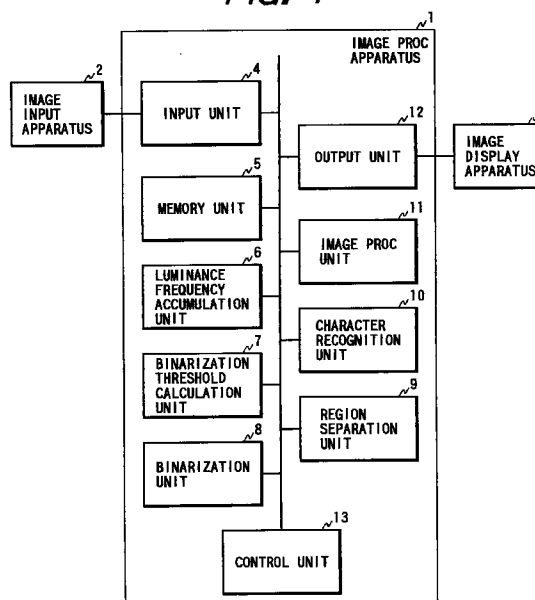 1
IMAGE PROC
APPARATUS
2
IMAGE
INPUT
APPARATUS
4
INPUT UNIT
12
OUTPUT UNIT
IMAGE
DISPLAY
APPARATUS
5
MEMORY UNIT
11
IMAGE PROC
UNIT
6
LUMINANCE
FREQUENCY
ACCUMULATION
UNIT
10
CHARACTER
RECOGNITION
UNIT
7
BINARIZATION
THRESHOLD
CALCULATION
UNIT
9
REGION
SEPARATION
UNIT
8
BINARIZATION
UNIT
13
CONTROL UNIT